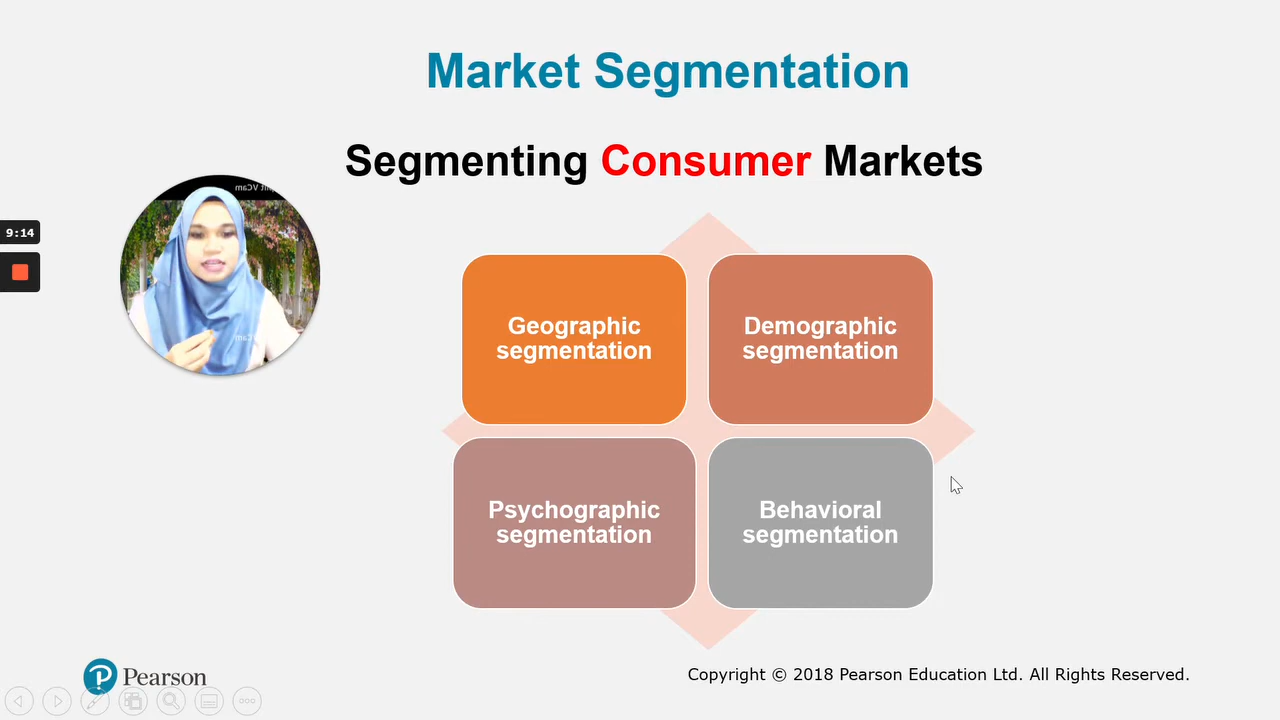 Market Segmentation
Segmenting Consumer Markets
9:14
Geographic
segmentation
Demographic
segmentation
Psychographic
segmentation
Behavioral
segmentation
Pearson
Copyright © 2018 Pearson Education Ltd. All Rights Reserved.